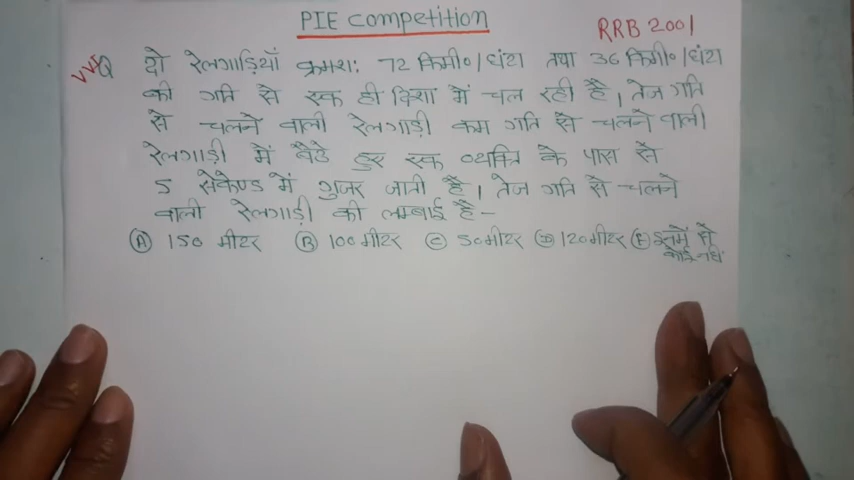 PIE Competition
RRB 2001
Q दो रेलगाड़ियाँ क्रमश: 72 किमी०/घंटा तथा 36 किमी०/घंटा
की गति से एक ही दिशा में चल रही है, तेज गति
से चलने वाली रेलगाड़ी कम गति से चलने वाली
रेलगाड़ी में बैठे हुए एक व्यक्ति के पास से
5 सेकेण्ड में गुजर जाती है, तेज गति से चलने
वाली रेलगाड़ी की लम्बाई है -
(A) 150 मीटर (B) 100 मीटर (C) 50 मीटर (D) 120 मीटर (E) इनमें से
कोई नहीं